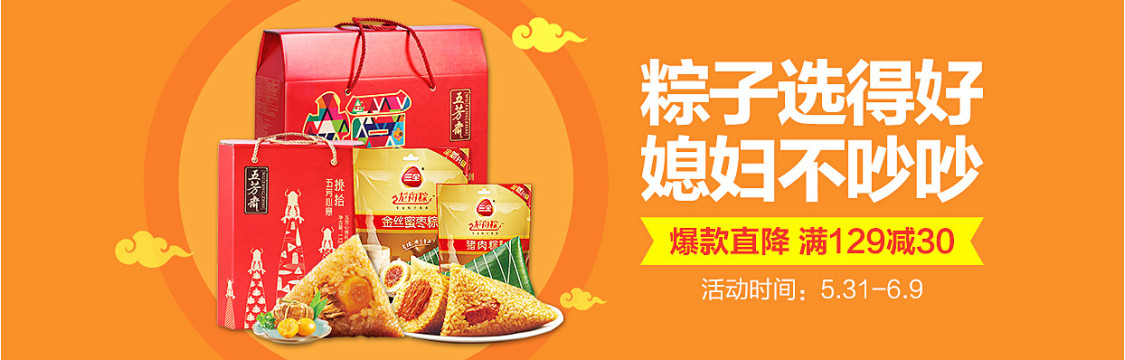 粽子选得好
媳妇不吵吵
爆款直降 满129减30
活动时间：5.31-6.9
五芳斋
五芳斋
挑拾
五芳心意
三全
龙舟粽
金丝蜜枣粽
三全
龙舟粽
猪肉粽